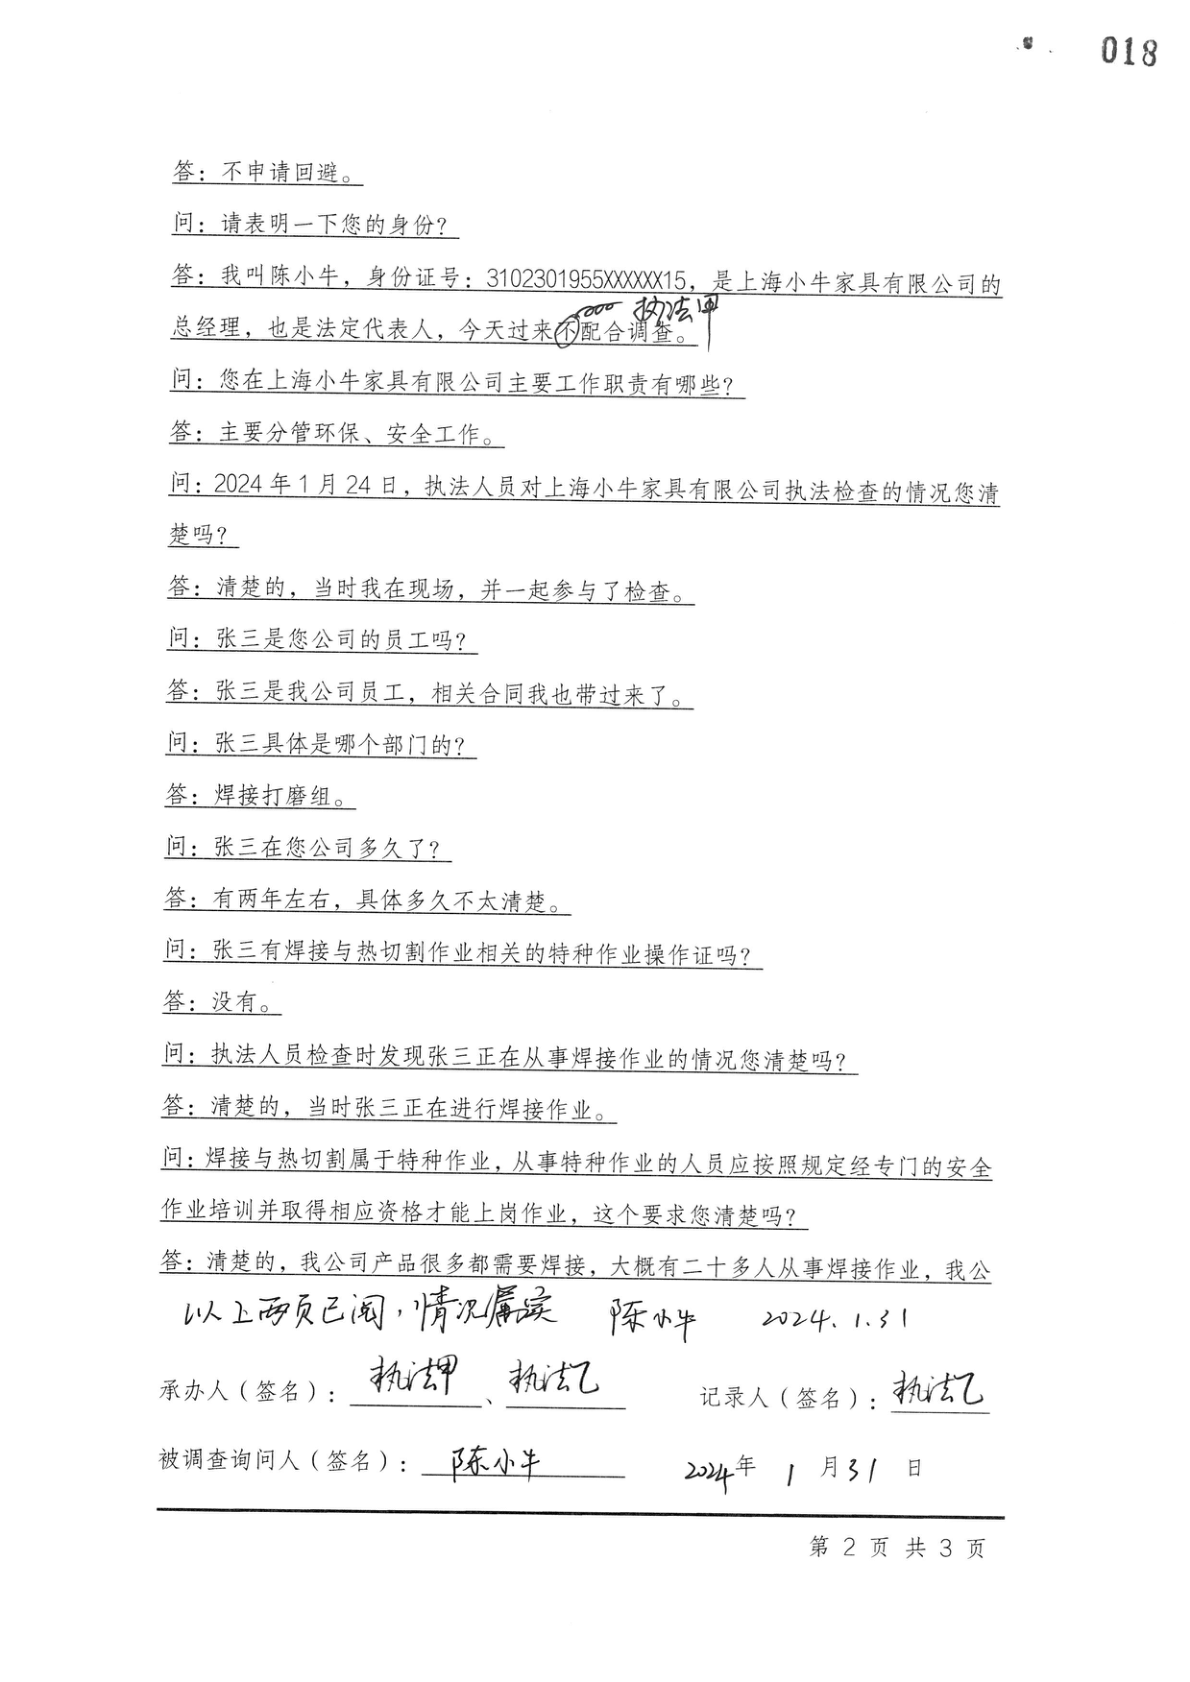 018
答：不申请回避。
问：请表明一下您的身份？
答：我叫陈小牛，身份证号：3102301955XXXXXX15，是上海小牛家具有限公司的
执法甲
总经理，也是法定代表人，今天过来不配合调查。
问：您在上海小牛家具有限公司主要工作职责有哪些？
答：主要分管环保、安全工作。
问：2024年1月24日，执法人员对上海小牛家具有限公司执法检查的情况您清
楚吗？
答：清楚的，当时我在现场，并一起参与了检查。
问：张三是您公司的员工吗？
答：张三是我公司员工，相关合同我也带过来了。
问：张三具体是哪个部门的？
答：焊接打磨组。
问：张三在您公司多久了？
答：有两年左右，具体多久不太清楚。
问：张三有焊接与热切割作业相关的特种作业操作证吗？
答：没有。
问：执法人员检查时发现张三正在从事焊接作业的情况您清楚吗？
答：清楚的，当时张三正在进行焊接作业。
问：焊接与热切割属于特种作业，从事特种作业的人员应按照规定经专门的安全
作业培训并取得相应资格才能上岗作业，这个要求您清楚吗？
答：清楚的，我公司产品很多都需要焊接，大概有二十多人从事焊接作业，我公
以上两页已阅，情况属实 陈小牛 2024.1.31
承办人（签名）：执法甲、执法乙 记录人（签名）：执法乙
被调查询问人（签名）：陈小牛 2024年 1 月 31 日
第 2 页 共 3 页